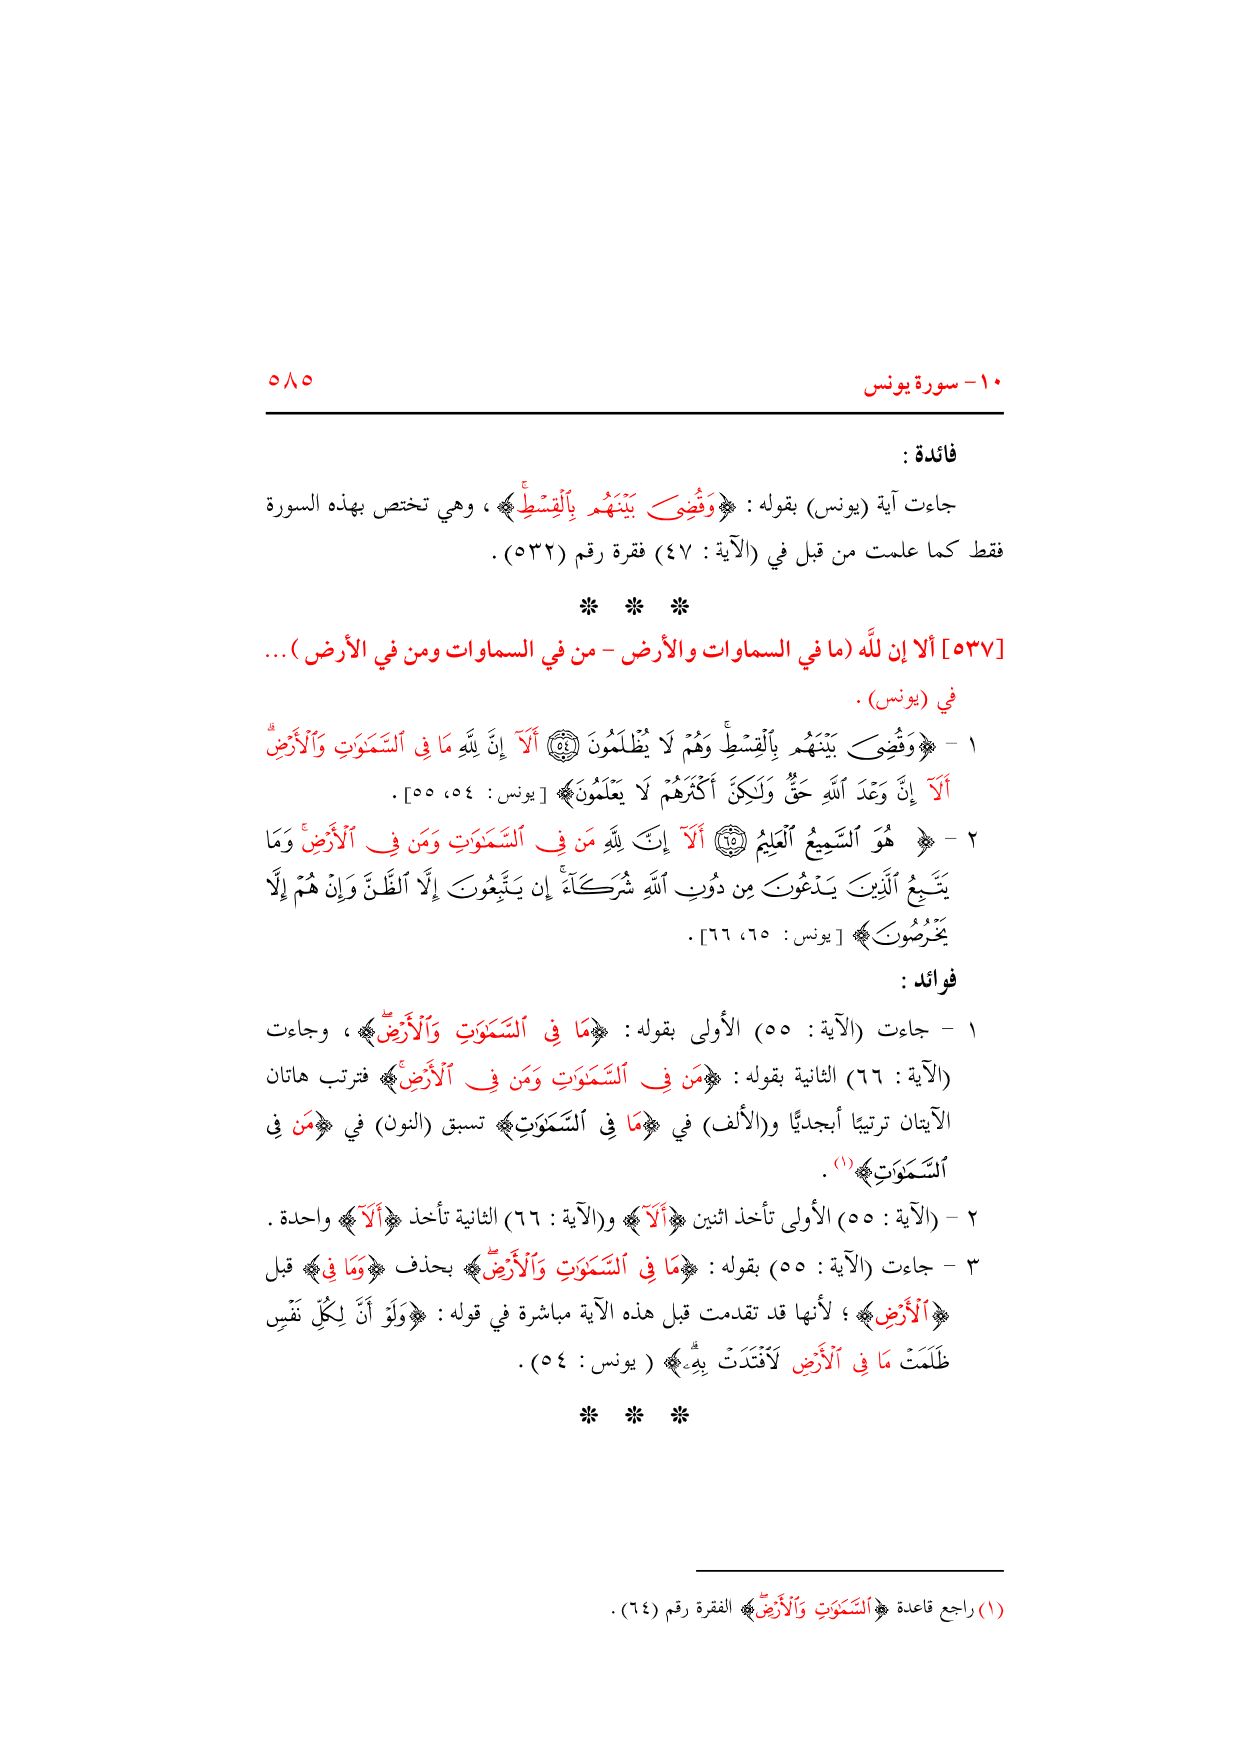 ١٠- سورة يونس ٥٨٥
فائدة :
جاءت آية (يونس) بقوله : ﴿وَقُضِيَ بَيْنَهُم بِٱلْقِسْطِۚ﴾ ، وهي تختص بهذه السورة
فقط كما علمت من قبل في (الآية : ٤٧) فقرة رقم (٥٣٢) .
❊ ❊ ❊
[٥٣٧] ألا إن للَّه (ما في السماوات والأرض - من في السماوات ومن في الأرض )...
في (يونس) .
١ - ﴿وَقُضِيَ بَيْنَهُم بِٱلْقِسْطِۚ وَهُمْ لَا يُظْلَمُونَ ۝٥٤ أَلَآ إِنَّ لِلَّهِ مَا فِي ٱلسَّمَٰوَٰتِ وَٱلْأَرْضِۗ
أَلَآ إِنَّ وَعْدَ ٱللَّهِ حَقٌّ وَلَٰكِنَّ أَكْثَرَهُمْ لَا يَعْلَمُونَ﴾ [يونس : ٥٤، ٥٥] .
٢ - ﴿ هُوَ ٱلسَّمِيعُ ٱلْعَلِيمُ ۝٦٥ أَلَآ إِنَّ لِلَّهِ مَن فِي ٱلسَّمَٰوَٰتِ وَمَن فِي ٱلْأَرْضِۗ وَمَا
يَتَّبِعُ ٱلَّذِينَ يَدْعُونَ مِن دُونِ ٱللَّهِ شُرَكَآءَۚ إِن يَتَّبِعُونَ إِلَّا ٱلظَّنَّ وَإِنْ هُمْ إِلَّا
يَخْرُصُونَ﴾ [يونس : ٦٥، ٦٦] .
فوائد :
١ - جاءت (الآية : ٥٥) الأولى بقوله : ﴿مَا فِي ٱلسَّمَٰوَٰتِ وَٱلْأَرْضِۖ﴾ ، وجاءت
(الآية : ٦٦) الثانية بقوله : ﴿مَن فِي ٱلسَّمَٰوَٰتِ وَمَن فِي ٱلْأَرْضِۚ﴾ فترتب هاتان
الآيتان ترتيبًا أبجديًّا و(الألف) في ﴿مَا فِي ٱلسَّمَٰوَٰتِ﴾ تسبق (النون) في ﴿مَن فِي
ٱلسَّمَٰوَٰتِ﴾(١) .
٢ - (الآية : ٥٥) الأولى تأخذ اثنين ﴿أَلَآ﴾ و(الآية : ٦٦) الثانية تأخذ ﴿أَلَآ﴾ واحدة .
٣ - جاءت (الآية : ٥٥) بقوله : ﴿مَا فِي ٱلسَّمَٰوَٰتِ وَٱلْأَرْضِۖ﴾ بحذف ﴿وَمَا فِي﴾ قبل
﴿ٱلْأَرْضِ﴾ ؛ لأنها قد تقدمت قبل هذه الآية مباشرة في قوله : ﴿وَلَوْ أَنَّ لِكُلِّ نَفْسٍ
ظَلَمَتْ مَا فِي ٱلْأَرْضِ لَٱفْتَدَتْ بِهِۦۗ﴾ ( يونس : ٥٤) .
❊ ❊ ❊
(١) راجع قاعدة ﴿ٱلسَّمَٰوَٰتِ وَٱلْأَرْضِۖ﴾ الفقرة رقم (٦٤) .